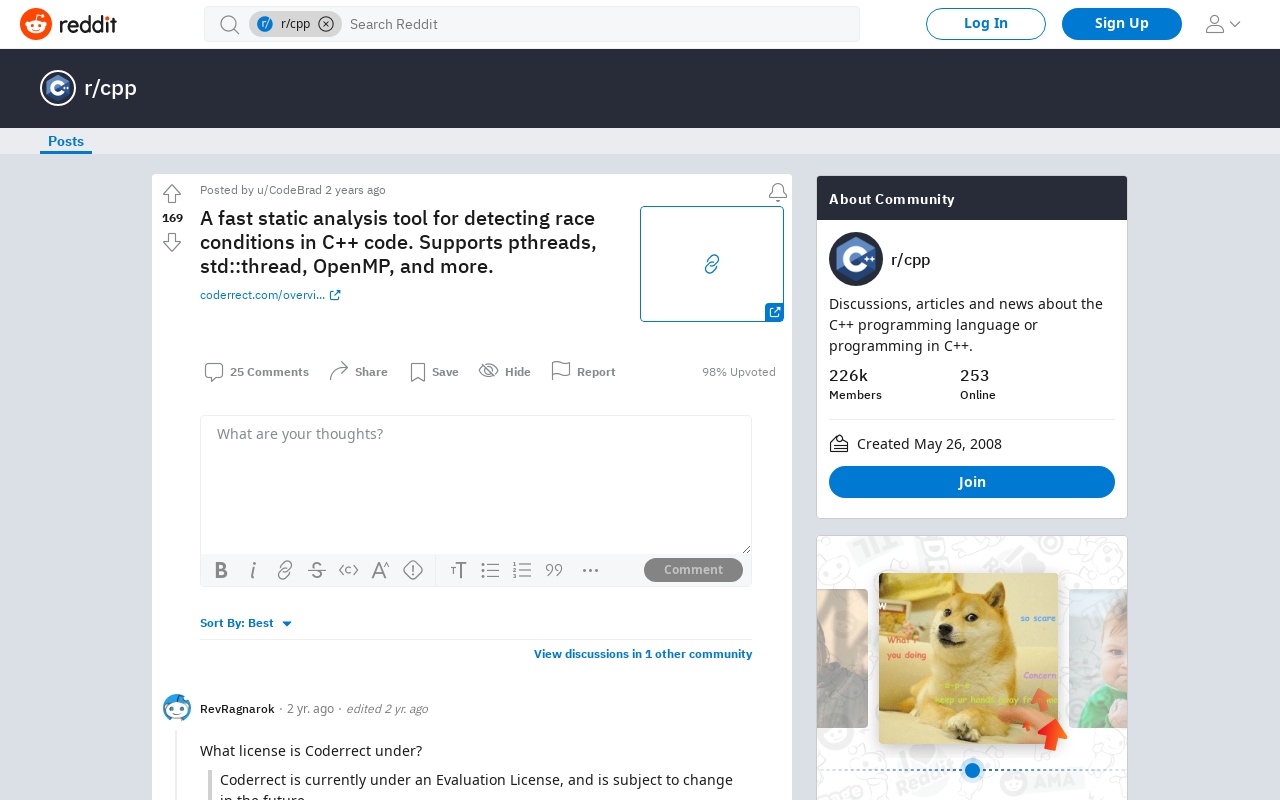 reddit
r/ r/cpp
Search Reddit
Log In
Sign Up
r/cpp
Posts
Posted by u/CodeBrad 2 years ago
169
A fast static analysis tool for detecting race
conditions in C++ code. Supports pthreads,
std::thread, OpenMP, and more.
coderrect.com/overvi...
25 Comments
Share
Save
Hide
Report
98% Upvoted
What are your thoughts?
Comment
Sort By: Best
View discussions in 1 other community
RevRagnarok · 2 yr. ago · edited 2 yr. ago
What license is Coderrect under?
Coderrect is currently under an Evaluation License, and is subject to change
in the future
About Community
r/cpp
Discussions, articles and news about the
C++ programming language or
programming in C++.
226k
Members
253
Online
Created May 26, 2008
Join
so scare
What r
you doing
Concern
AMA